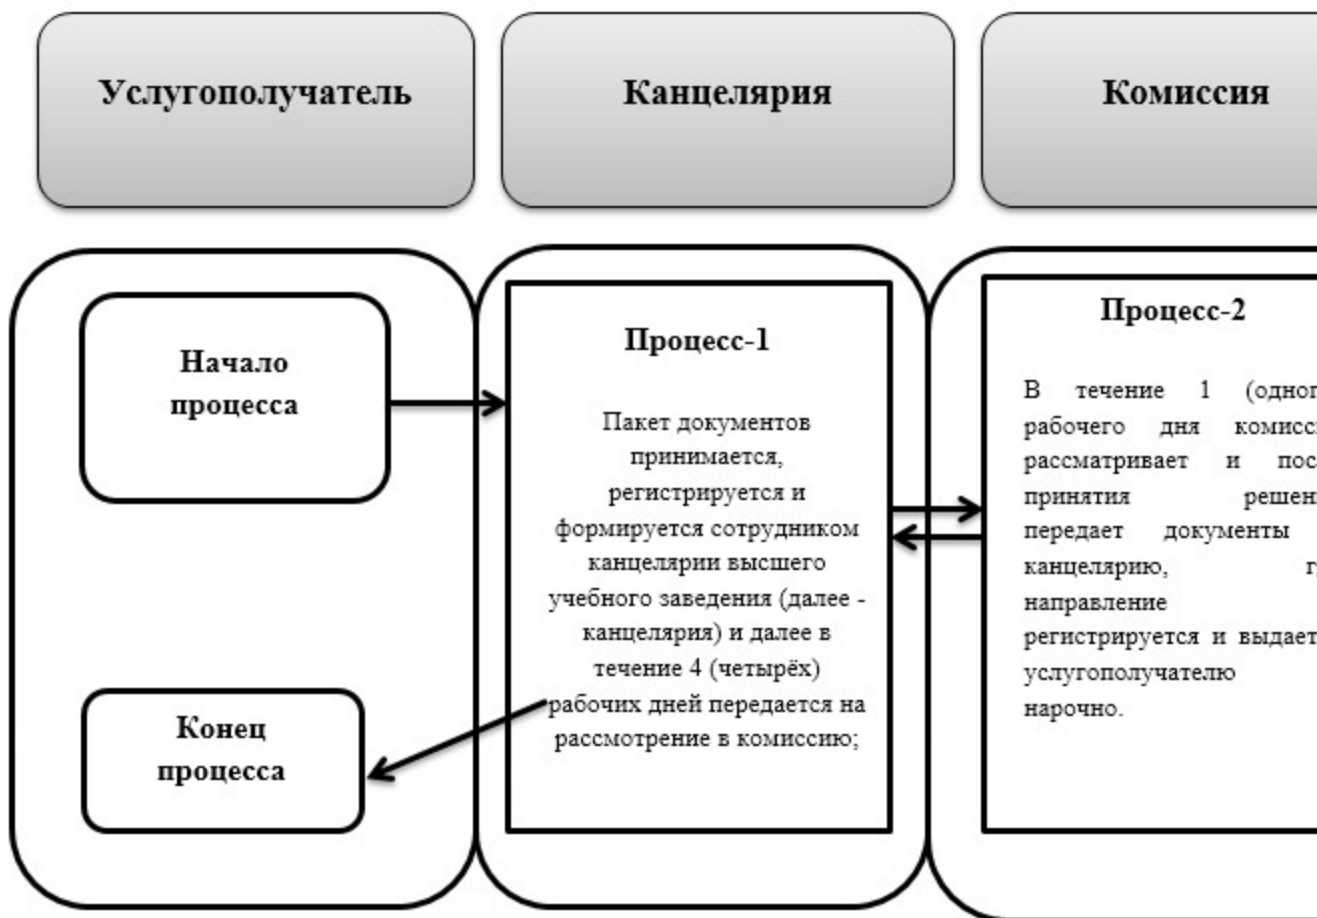 Услугополучатель
Канцелярия
Комиссия
Начало
процесса
Конец
процесса
Процесс-1
Пакет документов
принимается,
регистрируется и
формируется сотрудником
канцелярии высшего
учебного заведения (далее -
канцелярия) и далее в
течение 4 (четырёх)
рабочих дней передается на
рассмотрение в комиссию;
Процесс-2
В течение 1
рабочего дня
рассматривает и
принятия
передает документы
канцелярию,
направление
регистрируется и
услугополучателю
нарочно.